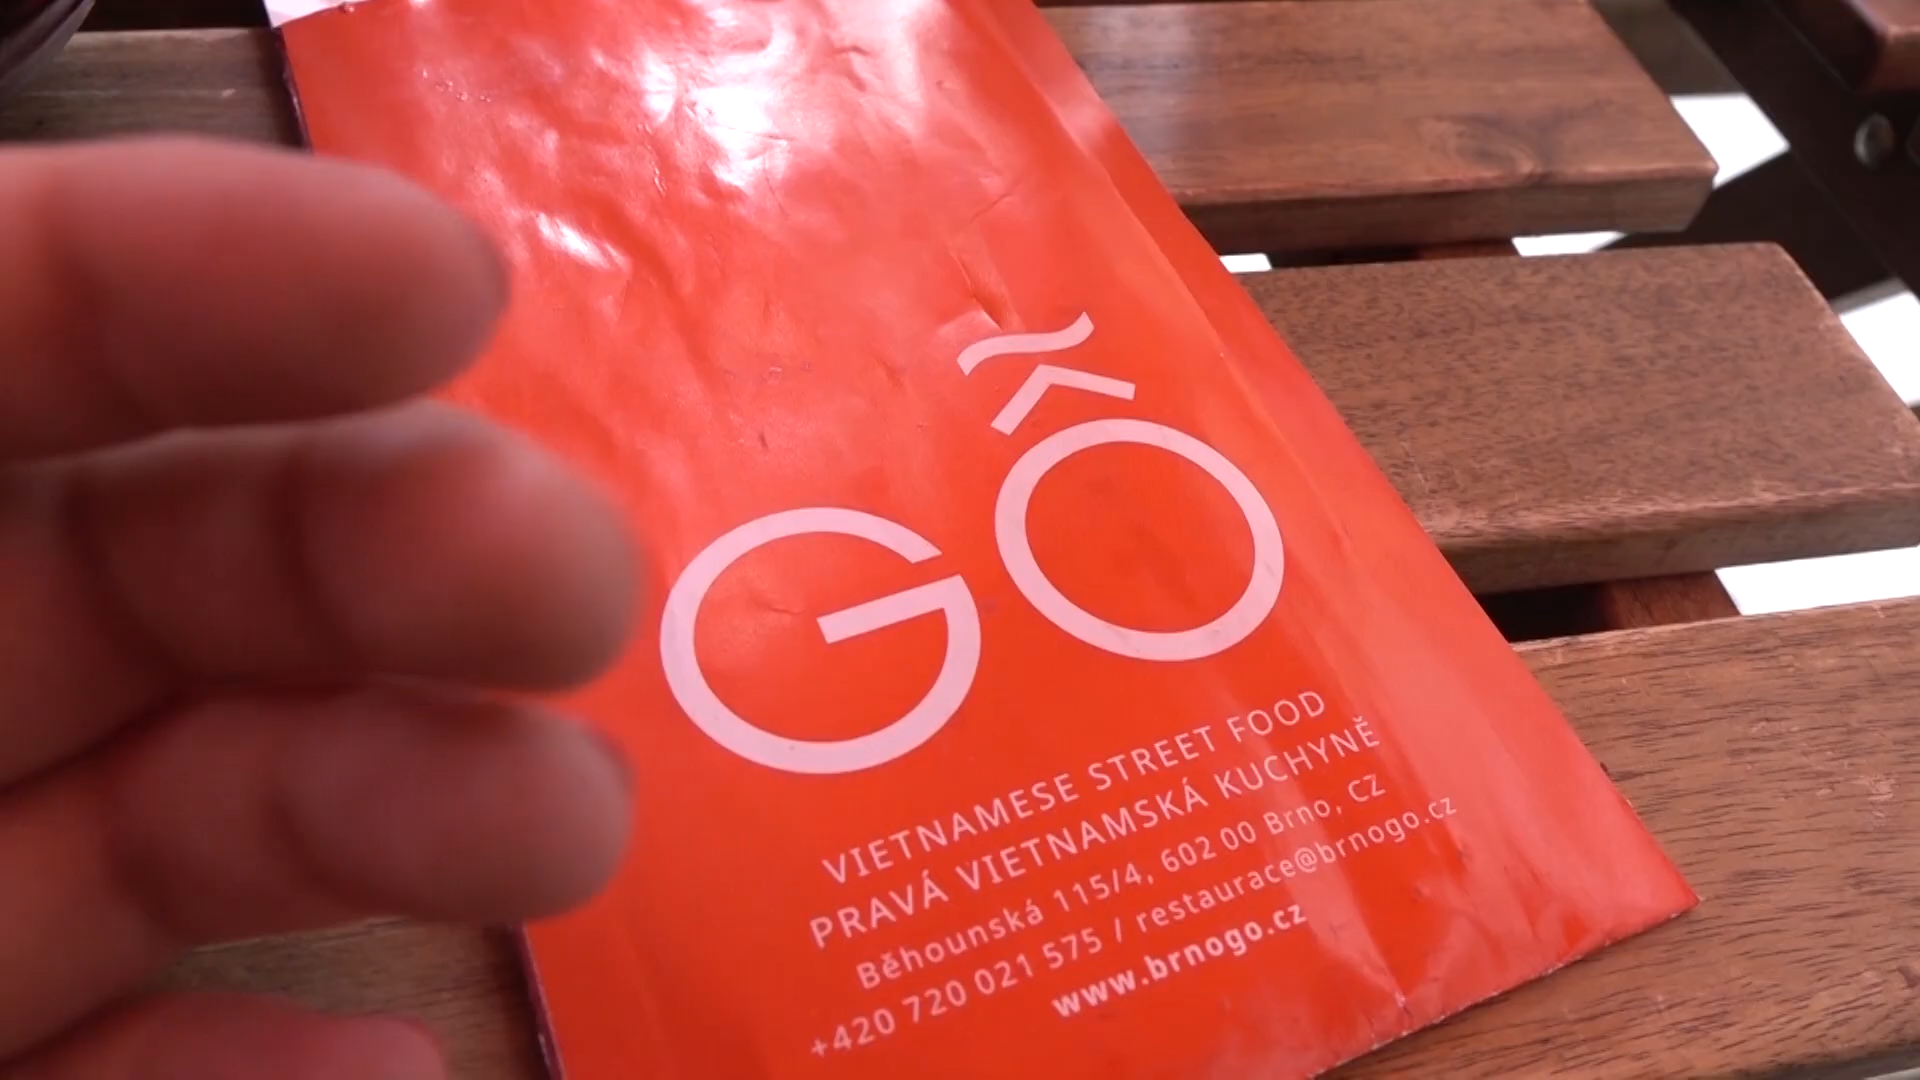 GỖ
VIETNAMESE STREET FOOD
PRAVÁ VIETNAMSKÁ KUCHYNĚ
Běhounská 115/4, 602 00 Brno, CZ
+420 720 021 575 / restaurace@brnogo.cz
www.brnogo.cz